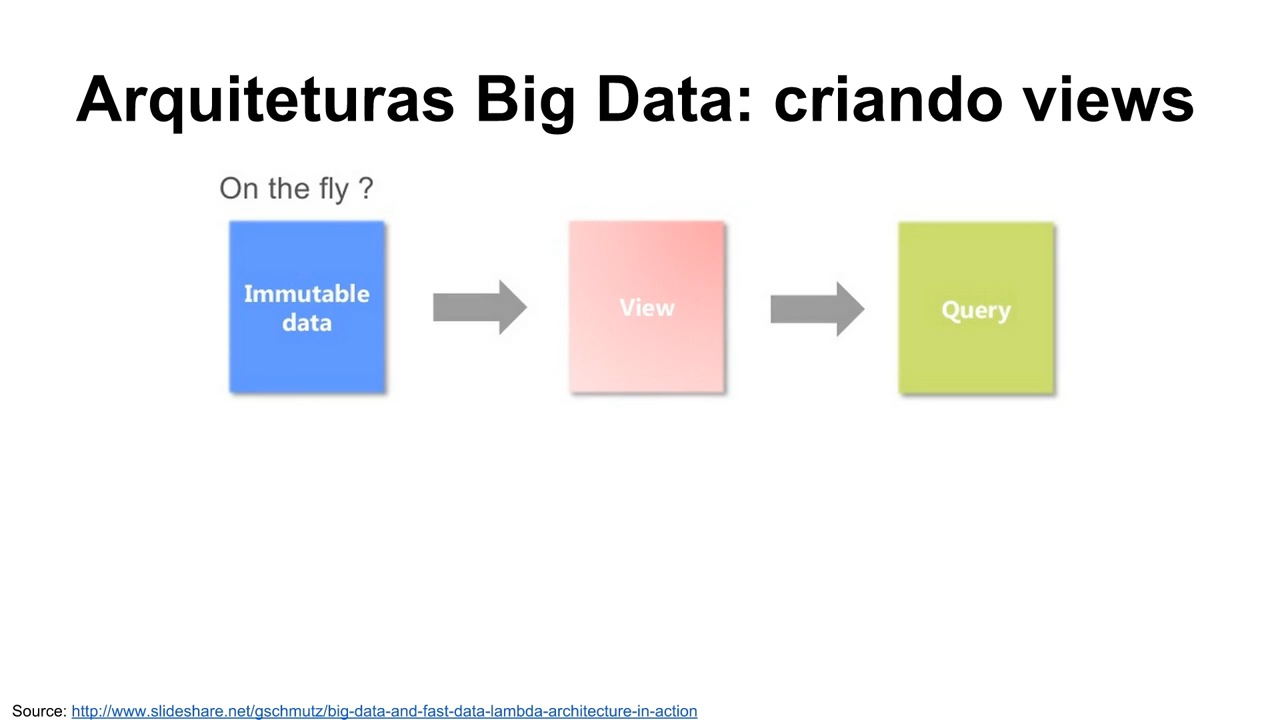 Arquiteturas Big Data: criando views
On the fly ?
Immutable
data
View
Query
Source: http://www.slideshare.net/gschmutz/big-data-and-fast-data-lambda-architecture-in-action